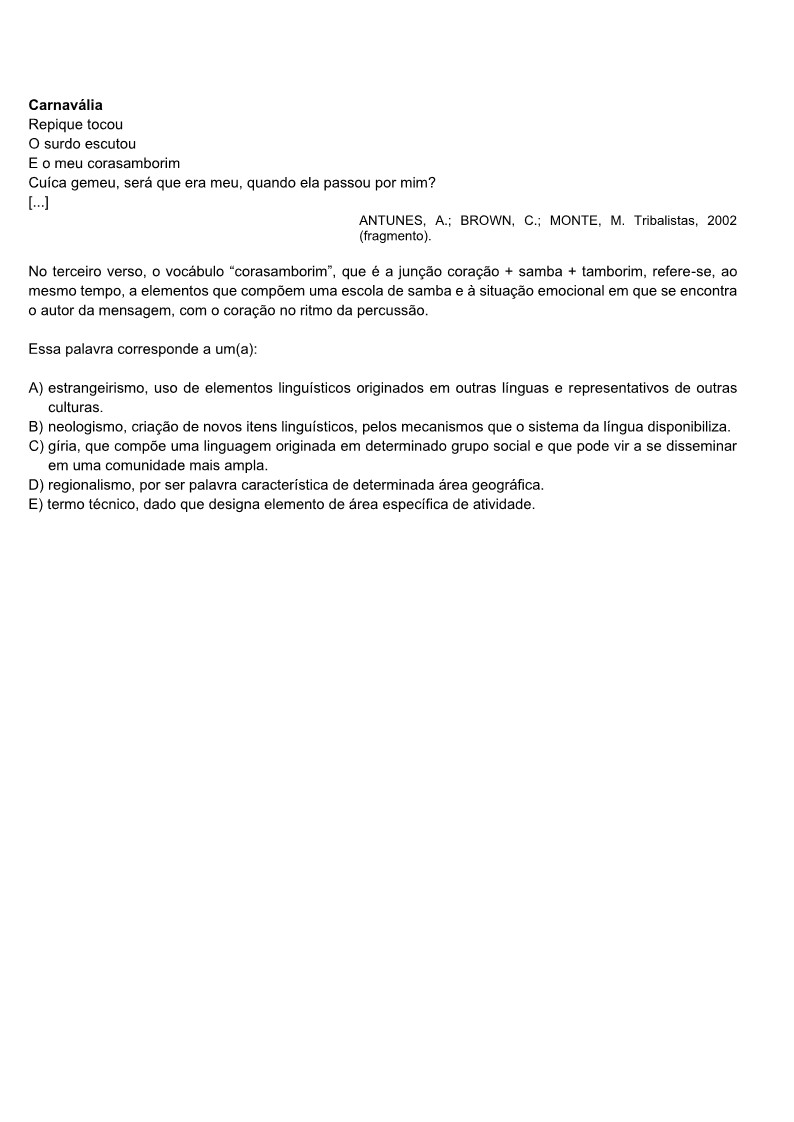 Carnavália
Repique tocou
O surdo escutou
E o meu corasamborim
Cuíca gemeu, será que era meu, quando ela passou por mim?
[...]
ANTUNES, A.; BROWN, C.; MONTE, M. Tribalistas, 2002
(fragmento).
No terceiro verso, o vocábulo “corasamborim”, que é a junção coração + samba + tamborim, refere-se, ao
mesmo tempo, a elementos que compõem uma escola de samba e à situação emocional em que se encontra
o autor da mensagem, com o coração no ritmo da percussão.
Essa palavra corresponde a um(a):
A) estrangeirismo, uso de elementos linguísticos originados em outras línguas e representativos de outras
culturas.
B) neologismo, criação de novos itens linguísticos, pelos mecanismos que o sistema da língua disponibiliza.
C) gíria, que compõe uma linguagem originada em determinado grupo social e que pode vir a se disseminar
em uma comunidade mais ampla.
D) regionalismo, por ser palavra característica de determinada área geográfica.
E) termo técnico, dado que designa elemento de área específica de atividade.